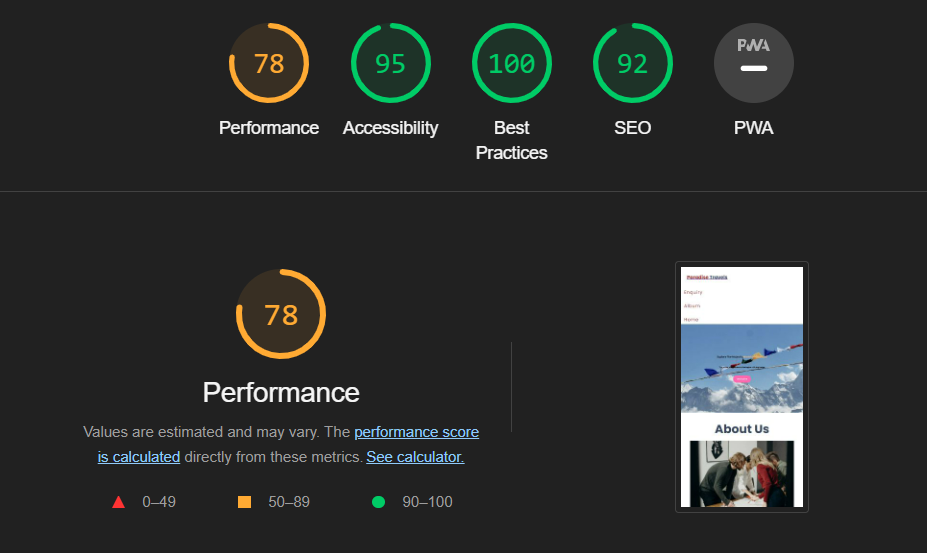 78
95
100
92
PWA
Performance
Accessibility
Best
Practices
SEO
PWA
78
Performance
Values are estimated and may vary. The performance score
is calculated directly from these metrics. See calculator.
0–49
50–89
90–100
Paradise Travels
Enquiry
Album
Home
About Us